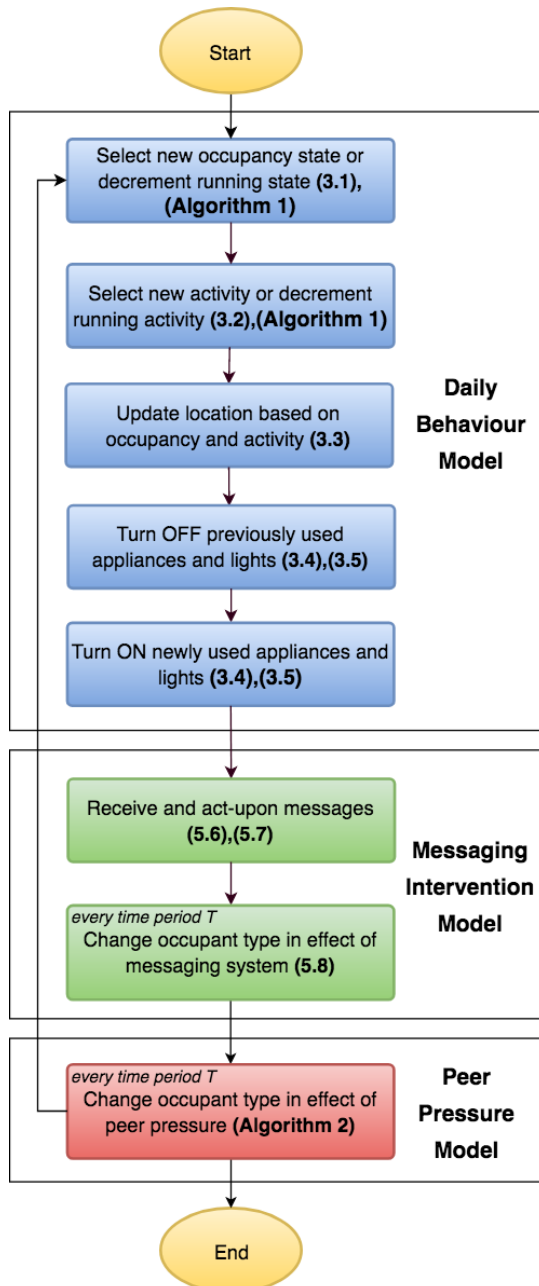 Start
Select new occupancy state or
decrement running state (3.1),
(Algorithm 1)
Select new activity or decrement
running activity (3.2),(Algorithm 1)
Update location based on
occupancy and activity (3.3)
Turn OFF previously used
appliances and lights (3.4),(3.5)
Turn ON newly used appliances and
lights (3.4),(3.5)
Daily
Behaviour
Model
Receive and act-upon messages
(5.6),(5.7)
every time period T
Change occupant type in effect of
messaging system (5.8)
Messaging
Intervention
Model
every time period T
Change occupant type in effect of
peer pressure (Algorithm 2)
Peer
Pressure
Model
End